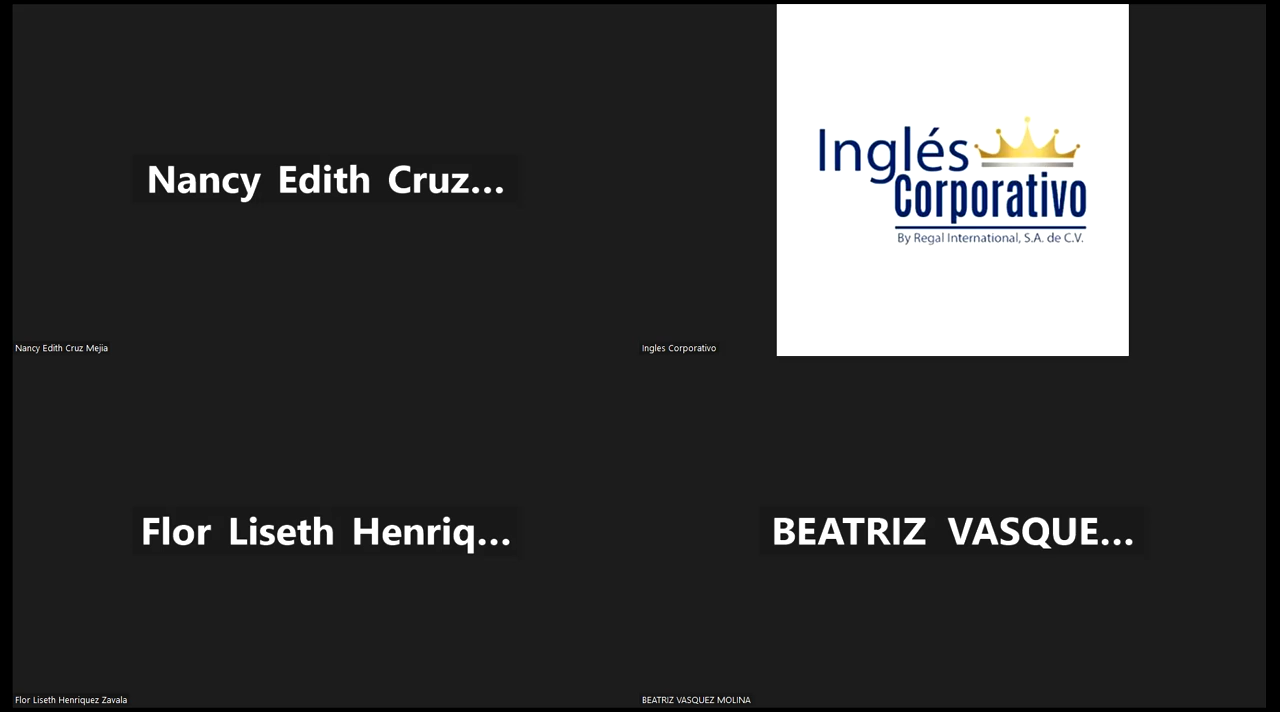 Nancy Edith Cruz...
Nancy Edith Cruz Mejia
Inglés
Corporativo
By Regal International, S.A. de C.V.
Ingles Corporativo
Flor Liseth Henriq...
Flor Liseth Henriquez Zavala
BEATRIZ VASQUE...
BEATRIZ VASQUEZ MOLINA